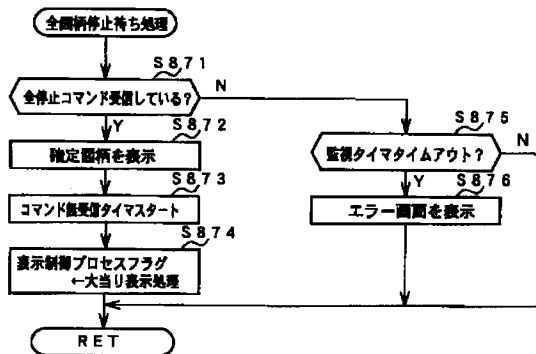 全図柄停止待ち処理
S871
全停止コマンド受信している?
N
Y
S872
確定図柄を表示
S873
コマンド無受信タイマスタート
S874
表示制御プロセスフラグ
←大当り表示処理
RET
S875
監視タイマタイムアウト?
N
Y
S876
エラー画面を表示